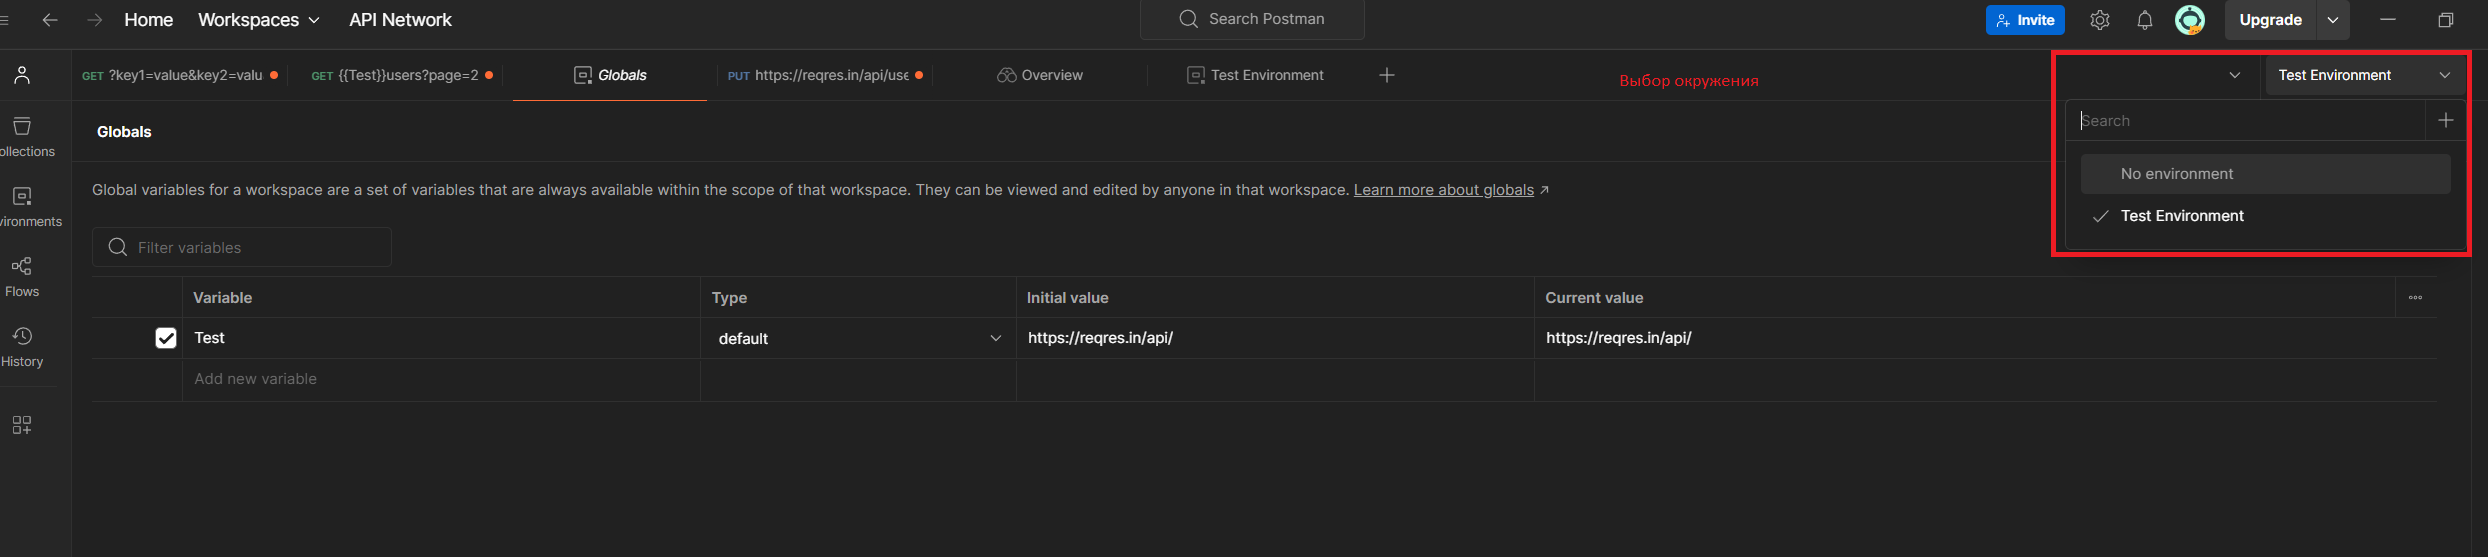 Home Workspaces API Network Search Postman Invite Upgrade
GET ?key1=value&key2=valu GET {{Test}}users?page=2 Globals PUT https://reqres.in/api/use Overview Test Environment Выбор окружения Test Environment
Search
Globals
ollections
No environment
Global variables for a workspace are a set of variables that are always available within the scope of that workspace. They can be viewed and edited by anyone in that workspace. Learn more about globals ↗
vironments
Test Environment
Filter variables
Flows
Variable Type Initial value Current value
Test default https://reqres.in/api/ https://reqres.in/api/
History
Add new variable